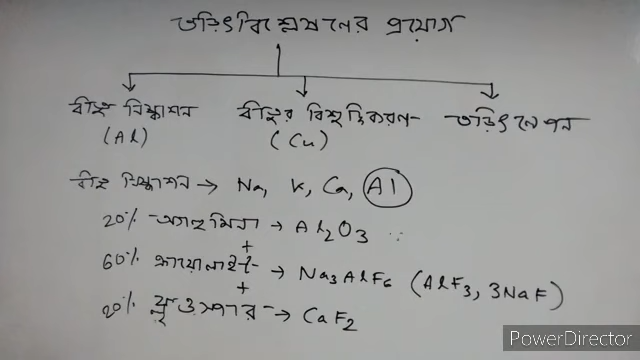 তড়িৎবিশ্লেষনের প্রয়োগ
ধাতু নিষ্কাশন ধাতুর বিশুদ্ধিকরণ তড়িৎলেপন
(Al) (Cu)
ধাতু নিষ্কাশন → Na, K, Ca, Al
20% অ্যালুমিনা → Al2O3
+
60% ক্রায়োলাইট → Na3AlF6 (AlF3, 3NaF)
+
20% ফ্লুওস্পার → CaF2
PowerDirector